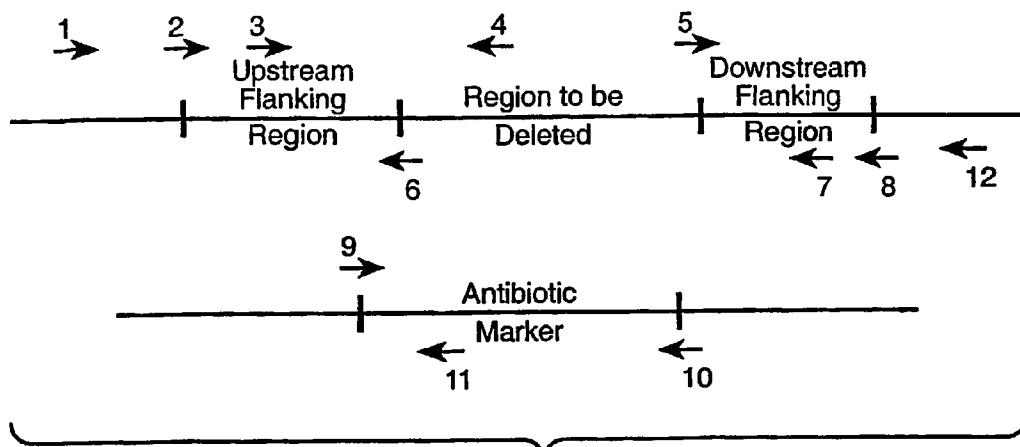 1 2 3 4 5
Upstream Downstream
Flanking Region to be Flanking
Region Deleted Region
6 7 8 12
9
Antibiotic
Marker
11 10